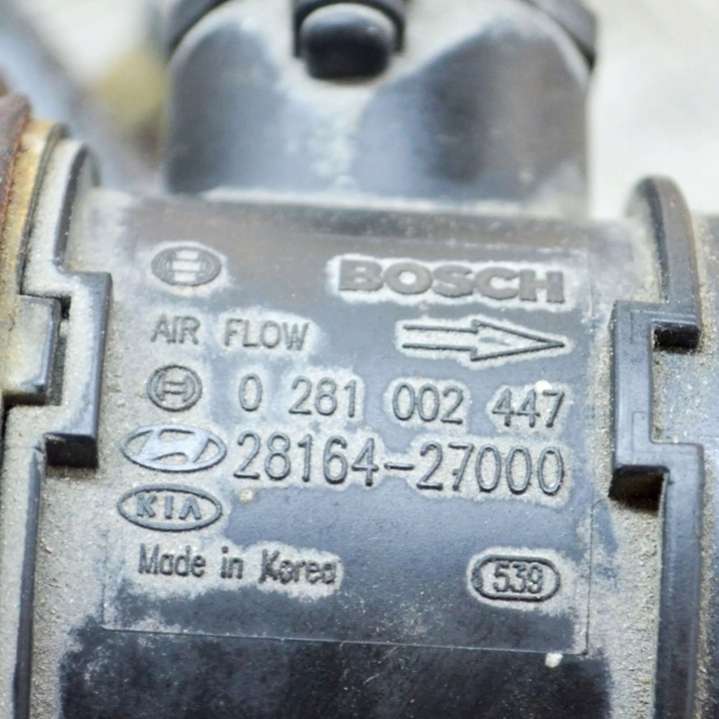 BOSCH
AIR FLOW
0 281 002 447
28164-27000
KIA
Made in Korea 539